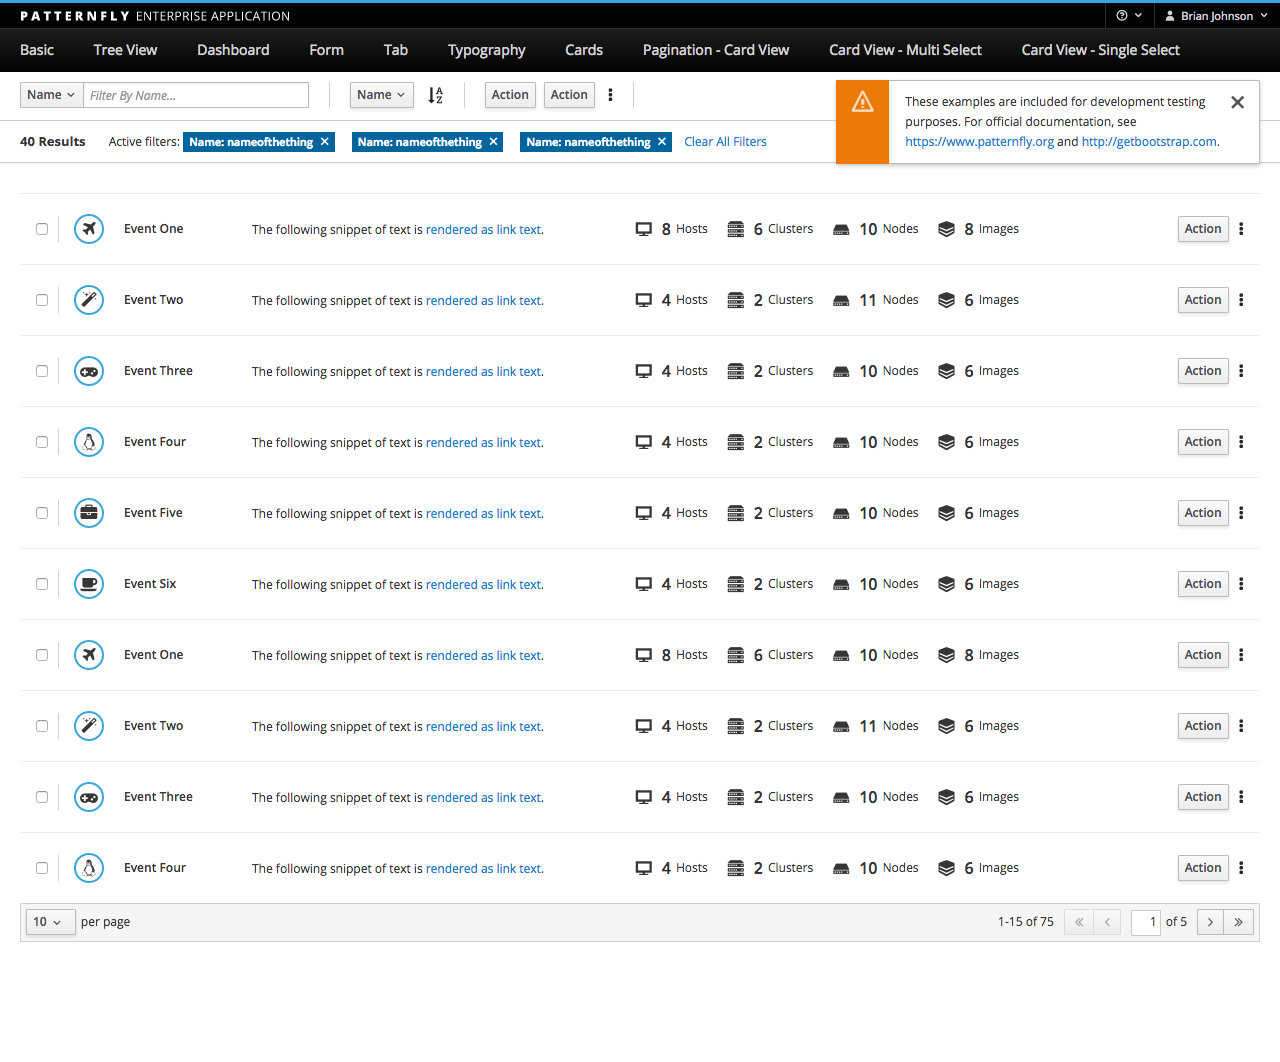 PATTERNFLY ENTERPRISE APPLICATION
Brian Johnson
Basic Tree View Dashboard Form Tab Typography Cards Pagination - Card View Card View - Multi Select Card View - Single Select
Name Filter By Name... Name Action Action
These examples are included for development testing
purposes. For official documentation, see
https://www.patternfly.org and http://getbootstrap.com.
40 Results Active filters: Name: nameofthething Name: nameofthething Name: nameofthething Clear All Filters
Event One The following snippet of text is rendered as link text. 8 Hosts 6 Clusters 10 Nodes 8 Images Action
Event Two The following snippet of text is rendered as link text. 4 Hosts 2 Clusters 11 Nodes 6 Images Action
Event Three The following snippet of text is rendered as link text. 4 Hosts 2 Clusters 10 Nodes 6 Images Action
Event Four The following snippet of text is rendered as link text. 4 Hosts 2 Clusters 10 Nodes 6 Images Action
Event Five The following snippet of text is rendered as link text. 4 Hosts 2 Clusters 10 Nodes 6 Images Action
Event Six The following snippet of text is rendered as link text. 4 Hosts 2 Clusters 10 Nodes 6 Images Action
Event One The following snippet of text is rendered as link text. 8 Hosts 6 Clusters 10 Nodes 8 Images Action
Event Two The following snippet of text is rendered as link text. 4 Hosts 2 Clusters 11 Nodes 6 Images Action
Event Three The following snippet of text is rendered as link text. 4 Hosts 2 Clusters 10 Nodes 6 Images Action
Event Four The following snippet of text is rendered as link text. 4 Hosts 2 Clusters 10 Nodes 6 Images Action
10 per page 1-15 of 75 « ‹ 1 of 5 › »